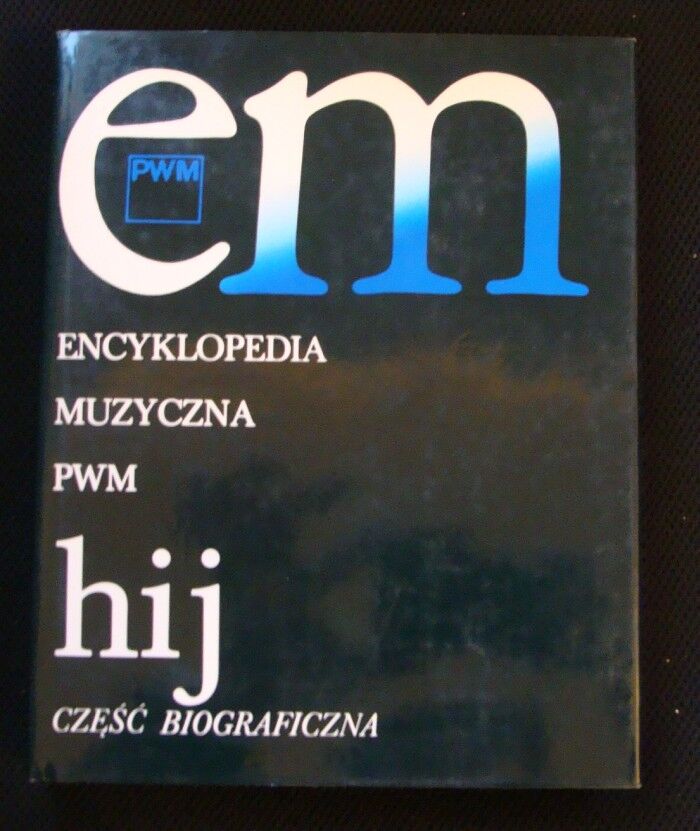 em
PWM
ENCYKLOPEDIA
MUZYCZNA
PWM
hij
CZĘŚĆ BIOGRAFICZNA